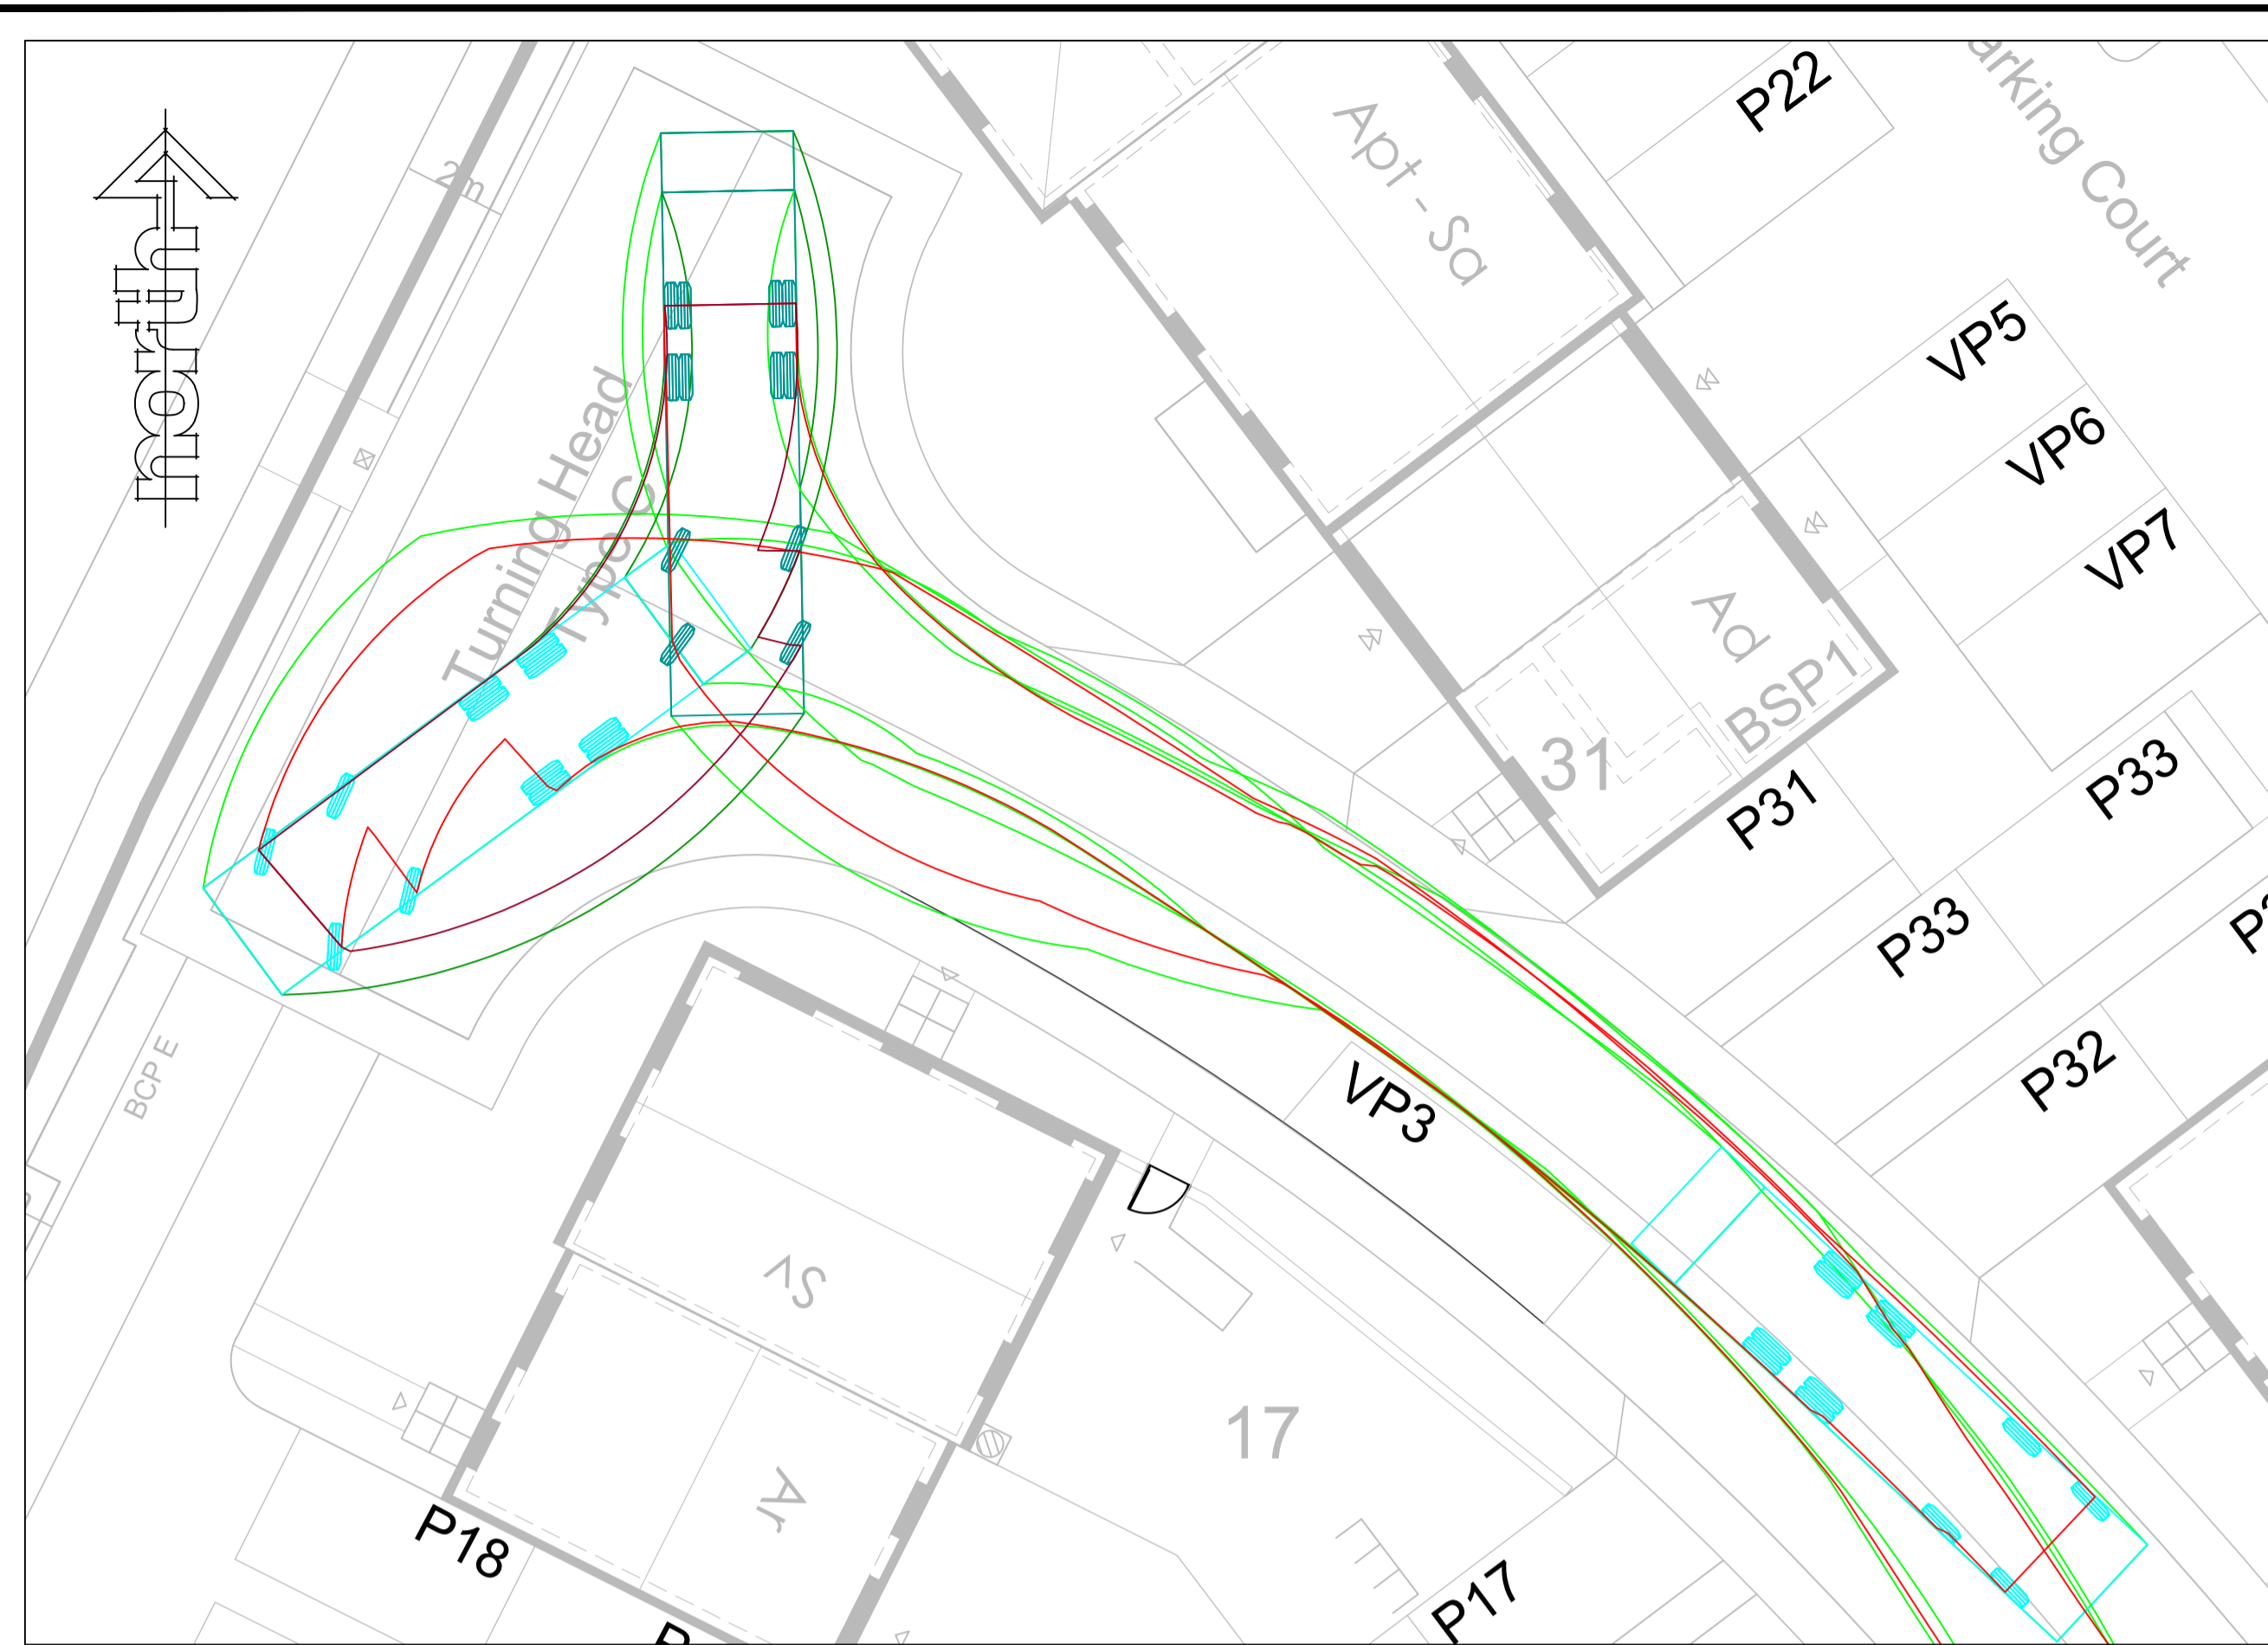 P22
arking Court
2m
north
Apt - Sa
VP5
VP6
VP7
Turning Head
Type C
Ad
BSP1
31
P31
P33
P33
P32
BCP E
VP3
Sv
17
Ar
P18
P17